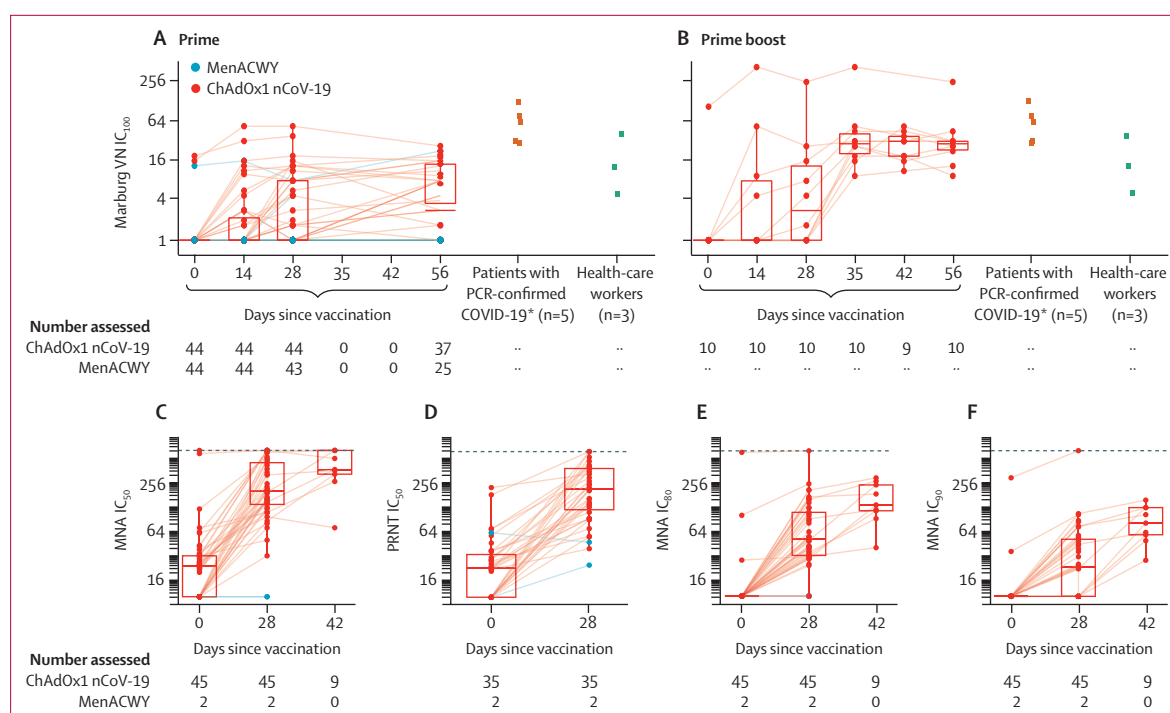 A Prime
MenACWY
ChAdOx1 nCoV-19
Marburg VN IC100
256
64
16
4
1
0 14 28 35 42 56
Days since vaccination
Patients with
PCR-confirmed
COVID-19* (n=5)
Health-care
workers
(n=3)
B Prime boost
0 14 28 35 42 56
Days since vaccination
Patients with
PCR-confirmed
COVID-19* (n=5)
Health-care
workers
(n=3)
Number assessed
ChAdOx1 nCoV-19 44 44 44 0 0 37 ·· ·· 10 10 10 10 9 10 ·· ··
MenACWY 44 44 43 0 0 25 ·· ·· ·· ·· ·· ·· ·· ·· ·· ··
C
MNA IC50
256
64
16
0 28 42
Days since vaccination
D
PRNT IC50
256
64
16
0 28
Days since vaccination
E
MNA IC80
256
64
16
0 28 42
Days since vaccination
F
MNA IC90
256
64
16
0 28 42
Days since vaccination
Number assessed
ChAdOx1 nCoV-19 45 45 9 35 35 45 45 9 45 45 9
MenACWY 2 2 0 2 2 2 2 0 2 2 0